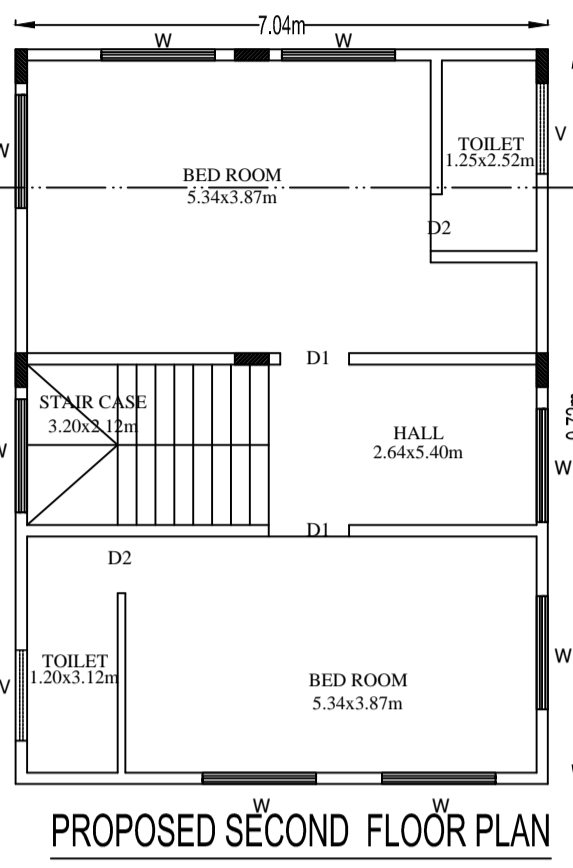 7.04m
W
W
W
TOILET
1.25x2.52m
V
BED ROOM
5.34x3.87m
D2
D1
STAIR CASE
3.20x2.12m
HALL
2.64x5.40m
W
W
D1
D2
TOILET
1.20x3.12m
BED ROOM
5.34x3.87m
W
V
W
W
PROPOSED SECOND FLOOR PLAN